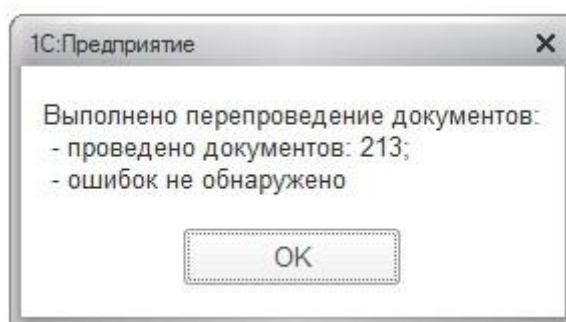 1С:Предприятие
Выполнено перепроведение документов:
- проведено документов: 213;
- ошибок не обнаружено
OK